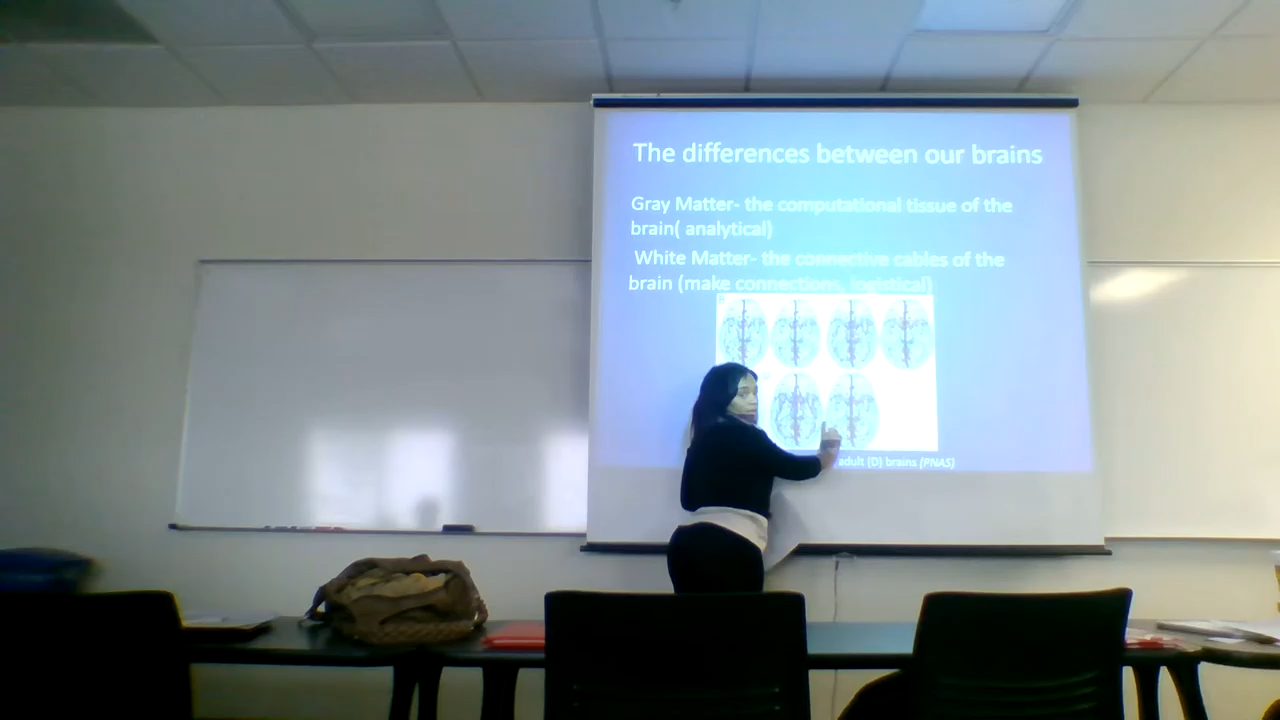 The differences between our brains
Gray Matter- the computational tissue of the
brain( analytical)
White Matter- the connective cables of the
brain (make connections, logistical)
adult (D) brains (PNAS)